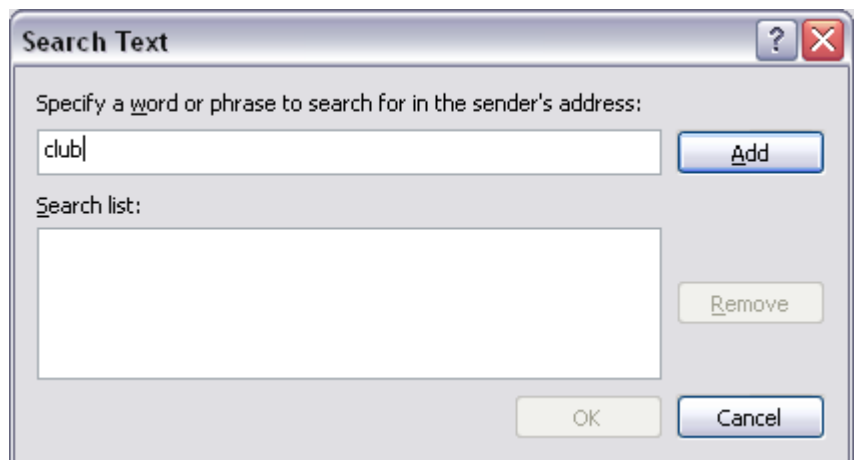 Search Text
Specify a word or phrase to search for in the sender's address:
club
Add
Search list:
Remove
OK
Cancel